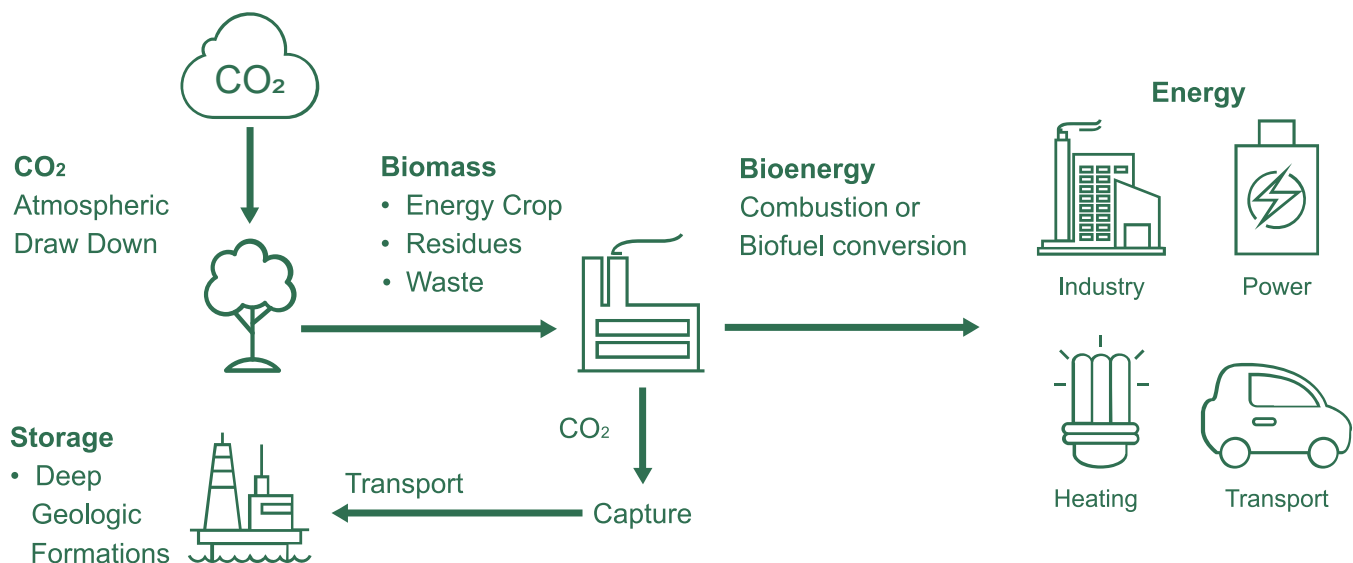 CO₂
CO₂
Atmospheric
Draw Down
Biomass
• Energy Crop
• Residues
• Waste
Bioenergy
Combustion or
Biofuel conversion
Energy
Industry
Power
Heating
Transport
CO₂
Capture
Transport
Storage
• Deep
Geologic
Formations